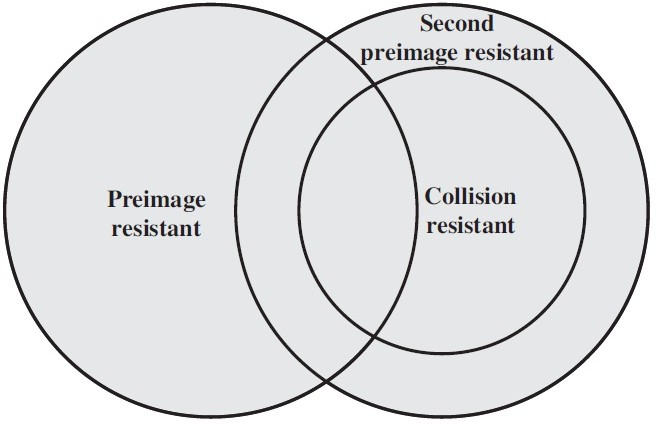 Second
preimage resistant
Preimage
resistant
Collision
resistant